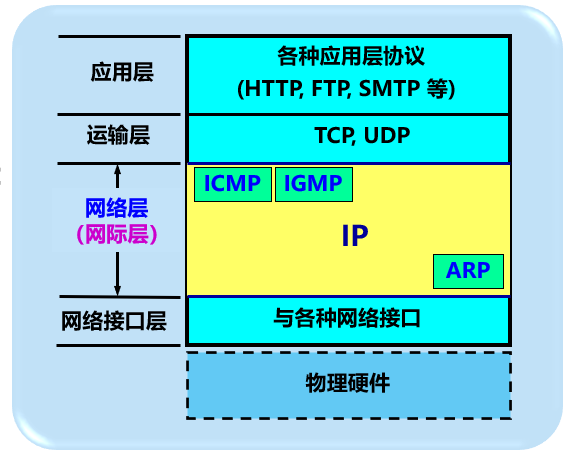 应用层
各种应用层协议
(HTTP, FTP, SMTP 等)
运输层
TCP, UDP
网络层
（网际层）
ICMP
IGMP
IP
ARP
网络接口层
与各种网络接口
物理硬件